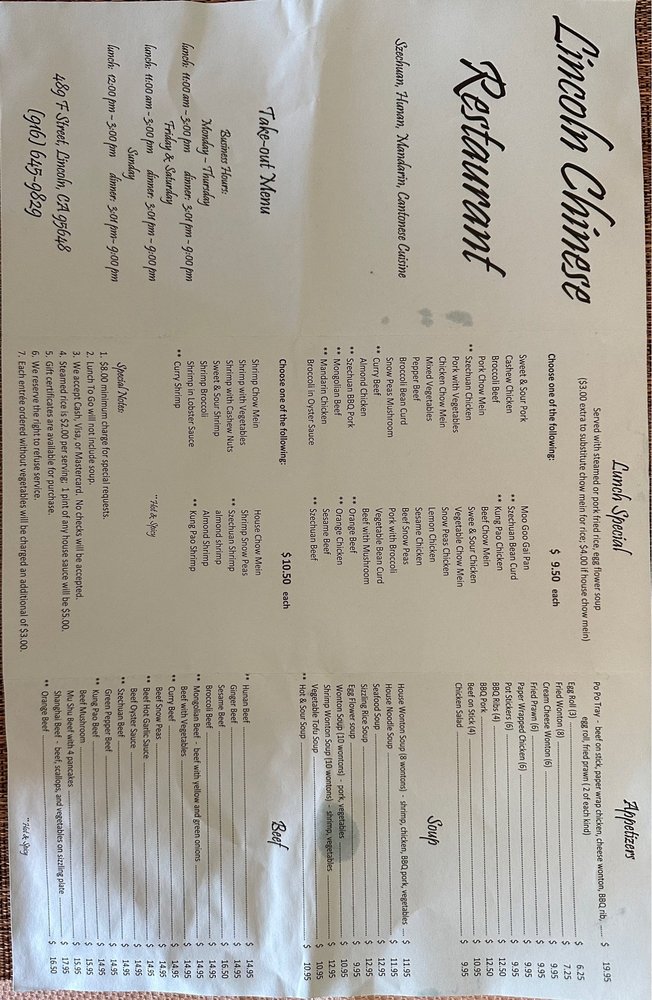 Lincoln Chinese
Restaurant
Szechuan, Hunan, Mandarin, Cantonese Cuisine
Take-out Menu
Business Hours:
Monday – Thursday
lunch: 11:00 am – 3:00 pm dinner: 3:01 pm – 9:00 pm
Friday & Saturday
lunch: 11:00 am – 3:00 pm dinner: 3:01 pm – 9:00 pm
Sunday
lunch: 12:00 pm – 3:00 pm dinner: 3:01 pm – 9:00 pm
489 F Street, Lincoln, CA 95648
(916) 645-9829
Lunch Special
Served with steamed or pork fried rice, egg flower soup
($3.00 extra to substitute chow mein for rice; $4.00 if house chow mein)
Choose one of the following: $ 9.50 each
Sweet & Sour Pork
Cashew Chicken
Broccoli Beef
Pork Chow Mein
** Szechuan Chicken
Pork with Vegetables
Chicken Chow Mein
Mixed Vegetables
Pepper Beef
Broccoli Bean Curd
Snow Peas Mushroom
** Curry Beef
Almond Chicken
** Szechuan BBQ Pork
** Mongolian Beef
** Mandarin Chicken
Broccoli in Oyster Sauce
Moo Goo Gai Pan
** Szechuan Bean Curd
** Kung Pao Chicken
Beef Chow Mein
Swee & Sour Chicken
Vegetable Chow Mein
Snow Peas Chicken
Lemon Chicken
Sesame Chicken
Beef Snow Peas
Pork with Broccoli
Vegetable Bean Curd
Beef with Mushroom
** Orange Beef
** Orange Chicken
Sesame Beef
** Szechuan Beef
Choose one of the following: $ 10.50 each
Shrimp Chow Mein
Shrimp with Vegetables
Shrimp with Cashew Nuts
Sweet & Sour Shrimp
Shrimp Broccoli
Shrimp in Lobster Sauce
** Curry Shrimp
House Chow Mein
Shrimp Snow Peas
** Szechuan Shrimp
almond shrimp
Almond Shrimp
** Kung Pao Shrimp
**Hot & Spicy
Special Notes:
1. $8.00 minimum charge for special requests.
2. Lunch To Go will not include soup.
3. We accept Cash, Visa, or Mastercard. No checks will be accepted.
4. Steamed rice is $2.00 per serving; 1 pint of any house sauce will be $5.00.
5. Gift certificates are available for purchase.
6. We reserve the right to refuse service.
7. Each entrée ordered without vegetables will be charged an additional of $3.00.
Appetizers
Po Po Tray - beef on stick, paper wrap chicken, cheese wonton, BBQ rib, ..... $ 19.95
egg roll, fried prawn ( 2 of each kind)
Egg Roll (3) ..... $ 6.25
Fried Wonton (8) ..... $ 7.25
Cream Cheese Wonton (6) ..... $ 9.95
Fried Prawn (6) ..... $ 9.95
Paper Wrapped Chicken (6) ..... $ 9.95
Pot Stickers (6) ..... $ 9.95
BBQ Ribs (4) ..... $ 12.50
BBQ Pork ..... $ 12.50
Beef on Stick (4) ..... $ 10.95
Chicken Salad ..... $ 9.95
Soup
House Wonton Soup (8 wontons) - shrimp, chicken, BBQ pork, vegetables ... $ 11.95
House Noodle Soup ..... $ 11.95
Seafood Soup ..... $ 12.95
Sizzling Rice Soup ..... $ 12.95
Egg Flower soup ..... $ 9.95
Wonton Soup (10 wontons) - pork, vegetables ..... $ 10.95
Shrimp Wonton Soup (10 wontons) - shrimp, vegetables ..... $ 12.95
Vegetable Tofu Soup ..... $ 10.95
** Hot & Sour Soup ..... $ 10.95
Beef
** Hunan Beef ..... $ 14.95
Ginger Beef ..... $ 14.95
Sesame Beef ..... $ 16.50
Broccoli Beef ..... $ 14.95
** Mongolian Beef - beef with yellow and green onions ..... $ 14.95
Beef with Vegetables ..... $ 14.95
** Curry Beef ..... $ 14.95
Beef Snow Peas ..... $ 14.95
** Beef Hot Garlic Sauce ..... $ 14.95
Beef Oyster Sauce ..... $ 14.95
** Szechuan Beef ..... $ 14.95
Green Pepper Beef ..... $ 14.95
** Kung Pao Beef ..... $ 14.95
Beef Mushroom ..... $ 15.95
Mu Shu Beef with 4 pancakes ..... $ 15.95
Shanghai Beef - beef, scallops, and vegetables on sizzling plate ..... $ 17.95
** Orange Beef ..... $ 16.50
**Hot & Spicy